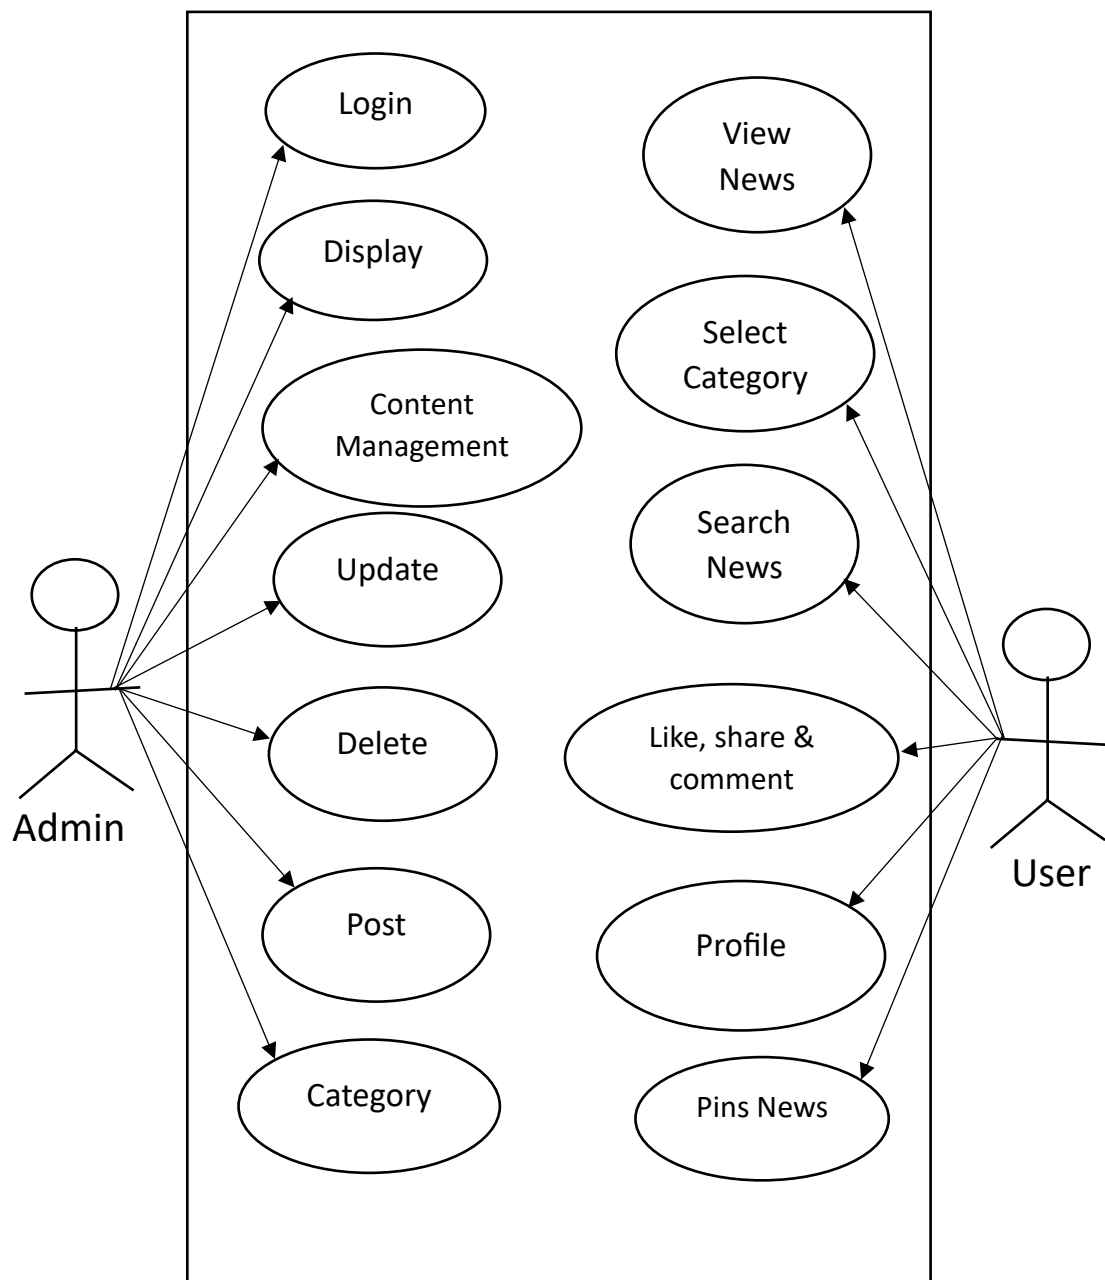 Login
Display
Content
Management
Update
Delete
Post
Category
Admin
View
News
Select
Category
Search
News
Like, share &
comment
Profile
Pins News
User